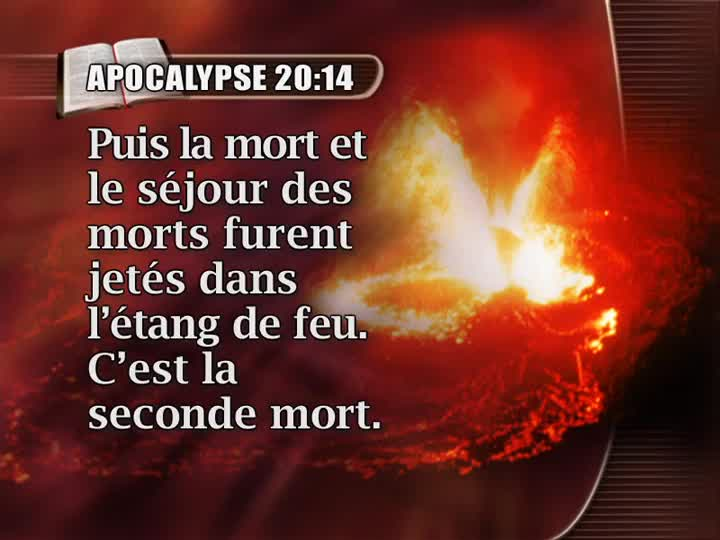 APOCALYPSE 20:14
Puis la mort et
le séjour des
morts furent
jetés dans
l’étang de feu.
C’est la
seconde mort.